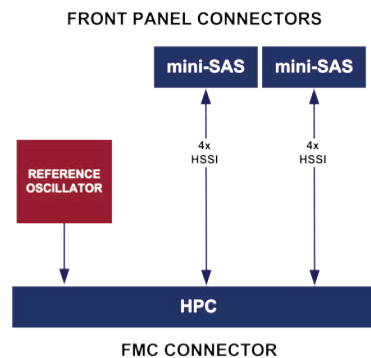 FRONT PANEL CONNECTORS
mini-SAS mini-SAS
4x 4x
HSSI HSSI
REFERENCE
OSCILLATOR
HPC
FMC CONNECTOR